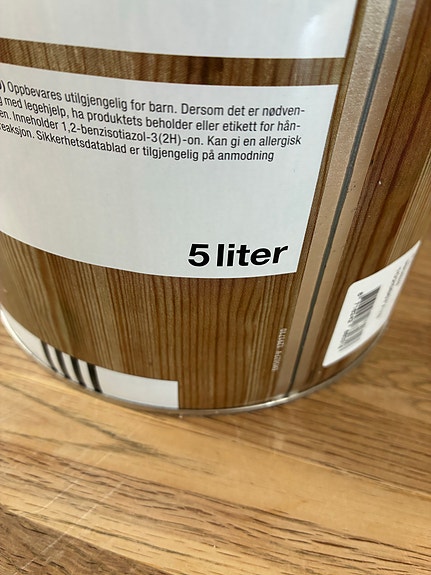 ) Oppbevares utilgjengelig for barn. Dersom det er nødven-
g med legehjelp, ha produktets beholder eller etikett for hån-
en. Inneholder 1,2-benzisotiazol-3(2H)-on. Kan gi en allergisk
reaksjon. Sikkerhetsdatablad er tilgjengelig på anmodning
5 liter